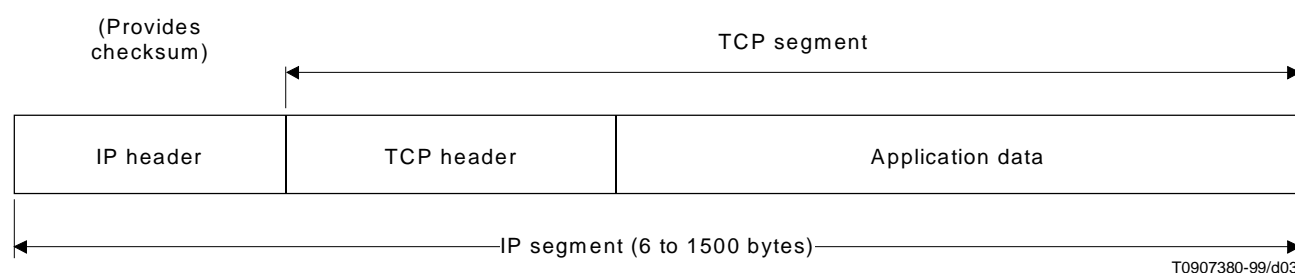 (Provides
checksum)
TCP segment
IP header
TCP header
Application data
IP segment (6 to 1500 bytes)
T0907380-99/d03